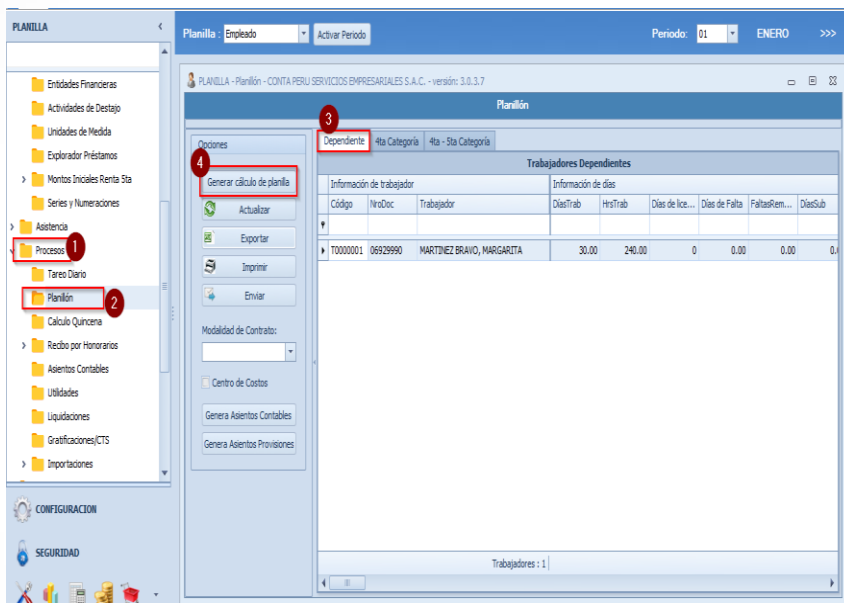 PLANILLA <
Planilla : Empleado Activar Periodo Periodo: 01 ENERO >>>
Entidades Financieras
Actividades de Destajo
Unidades de Medida
Explorador Préstamos
> Montos Iniciales Renta 5ta
Series y Numeraciones
> Asistencia
Procesos 1
Tareo Diario
Planillón 2
Calculo Quincena
> Recibo por Honorarios
Asientos Contables
Utilidades
Liquidaciones
Gratificaciones/CTS
> Importaciones
CONFIGURACION
SEGURIDAD
PLANILLA - Planillón - CONTA PERU SERVICIOS EMPRESARIALES S.A.C. - versión: 3.0.3.7
Planillón
Opciones
4
Generar cálculo de planilla
Actualizar
Exportar
Imprimir
Enviar
Modalidad de Contrato:
Centro de Costos
Genera Asientos Contables
Genera Asientos Provisiones
3
Dependiente 4ta Categoría 4ta - 5ta Categoría
Trabajadores Dependientes
Información de trabajador Información de días
Código NroDoc Trabajador DíasTrab HrsTrab Días de lice... Días de Falta FaltasRem... DíasSub
T0000001 06929990 MARTINEZ BRAVO, MARGARITA 30.00 240.00 0 0.00 0.00 0.
Trabajadores : 1